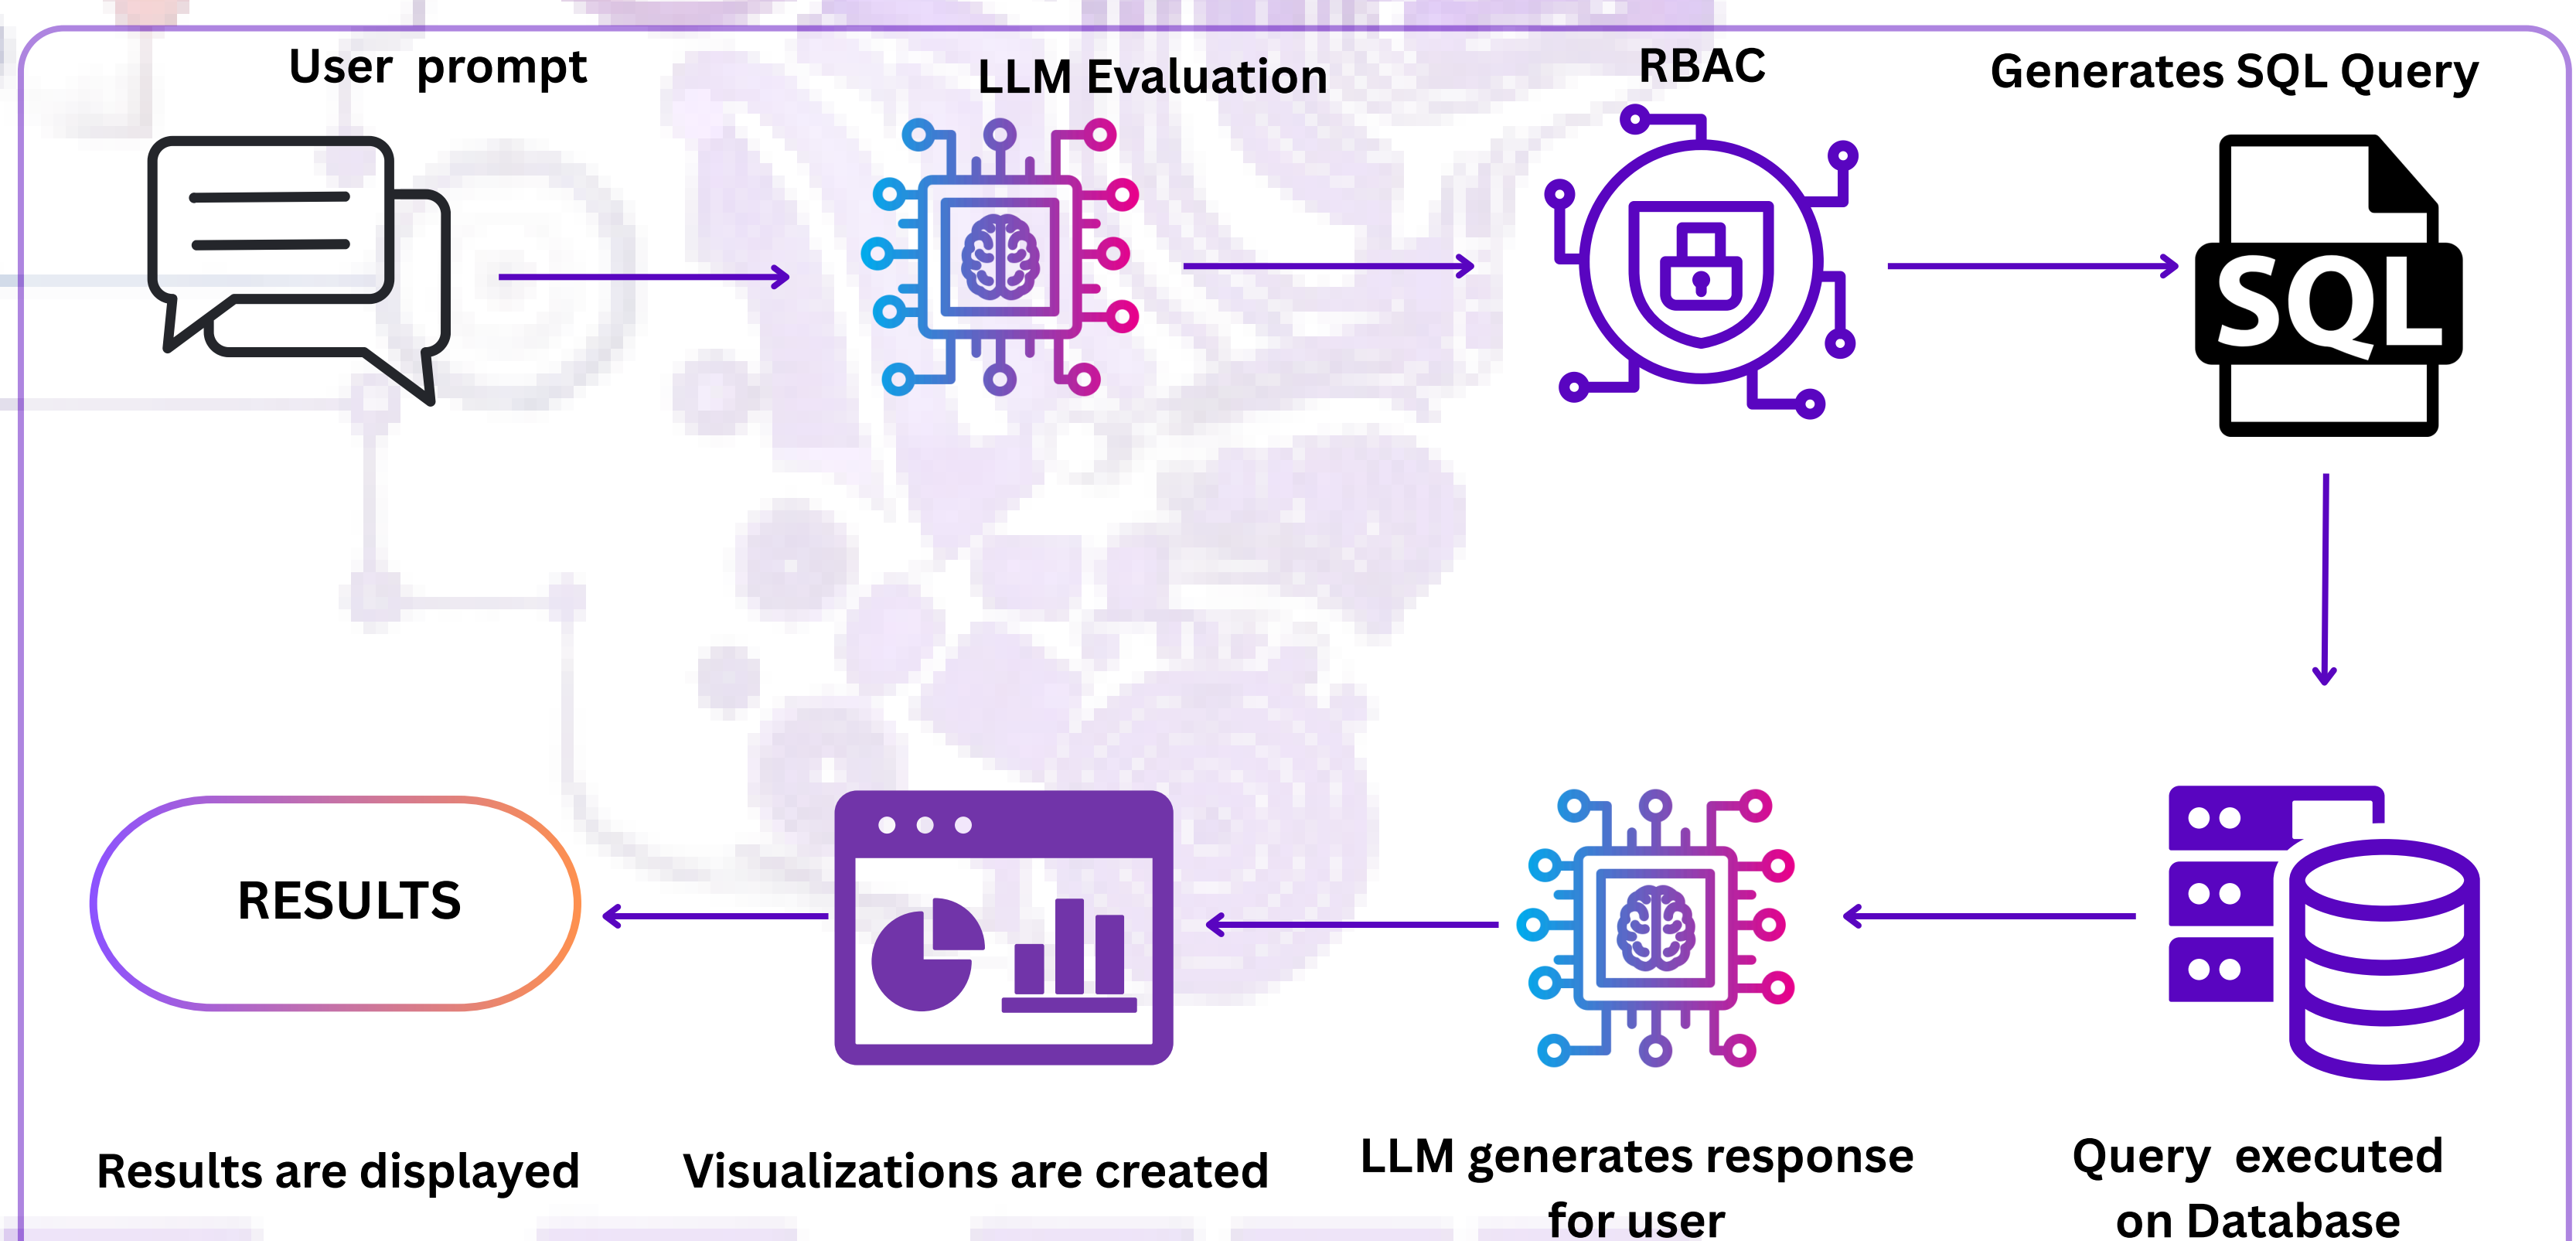 User prompt
LLM Evaluation
RBAC
Generates SQL Query
SQL
RESULTS
Results are displayed
Visualizations are created
LLM generates response
for user
Query executed
on Database